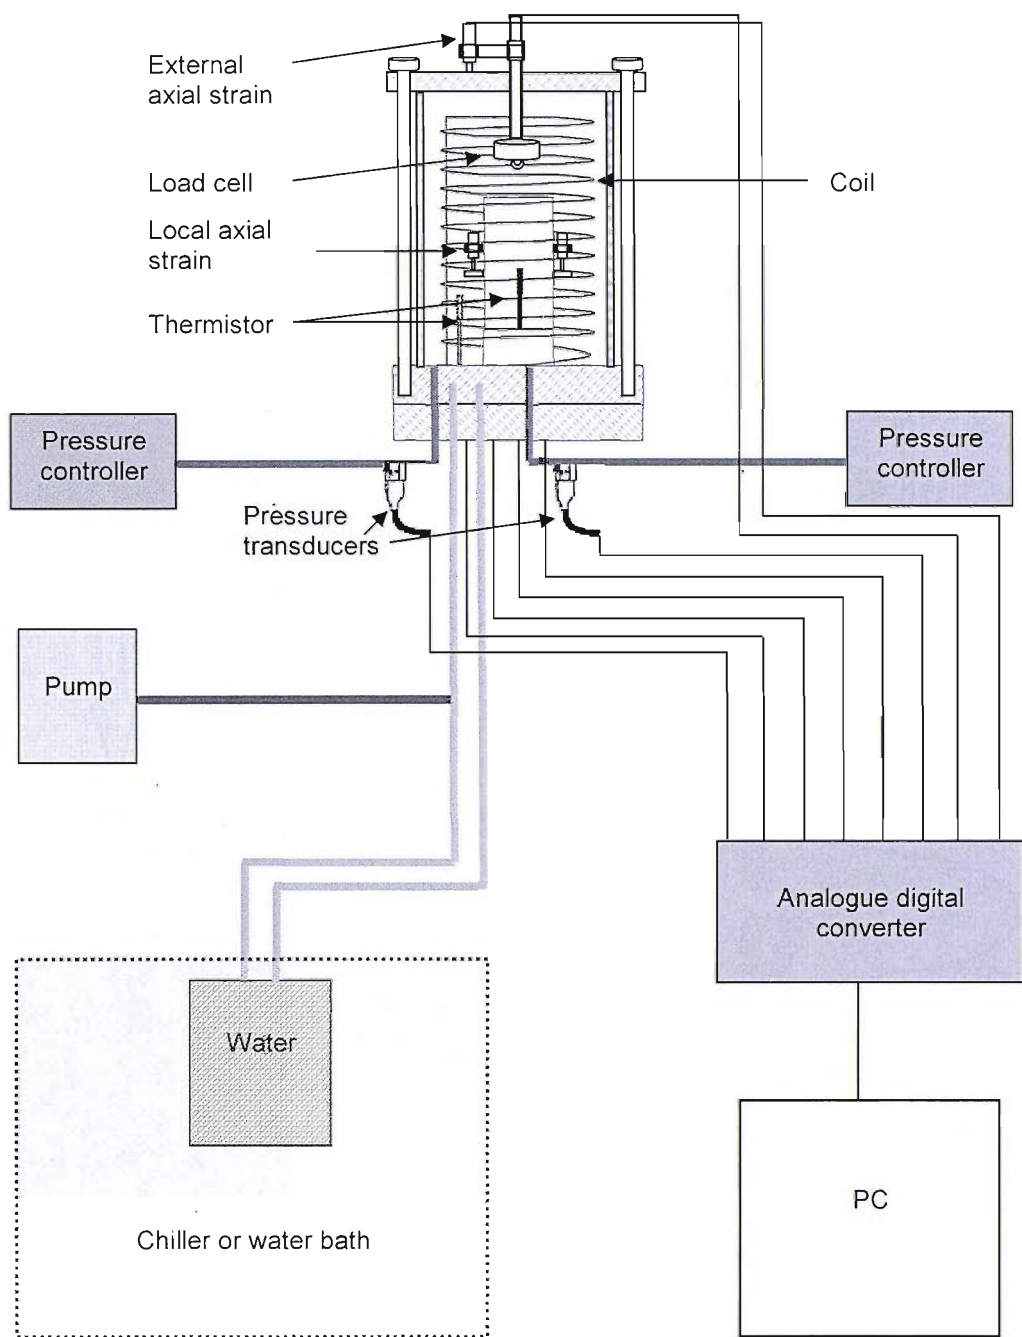 External
axial strain
Load cell
Coil
Local axial
strain
Thermistor
Pressure
controller
Pressure
controller
Pressure
transducers
Pump
Analogue digital
converter
Water
PC
Chiller or water bath